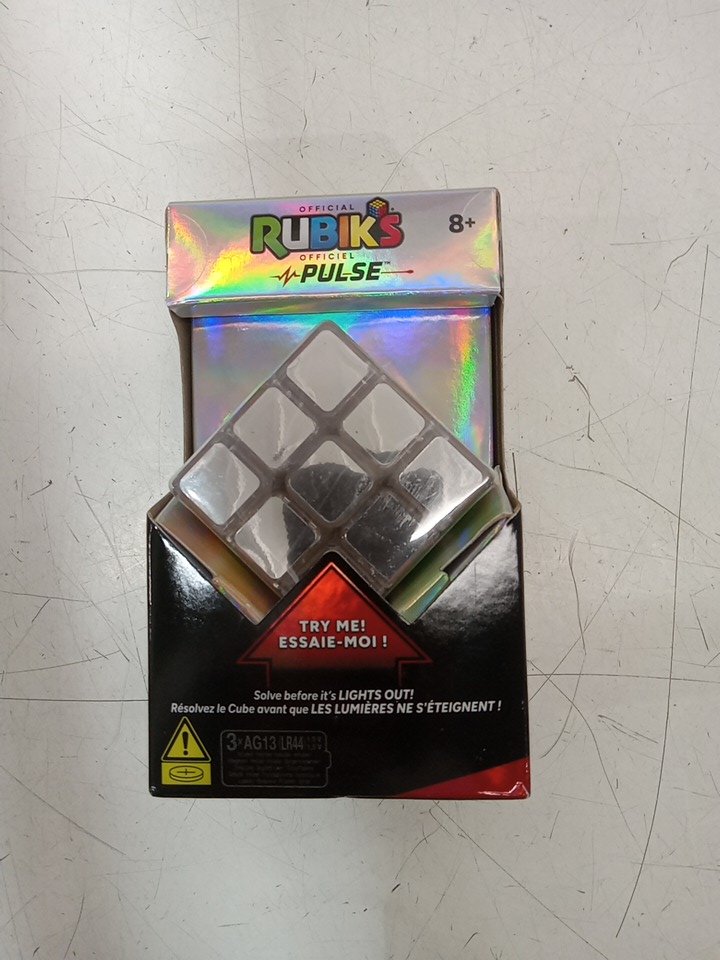 OFFICIAL
RUBIK'S
OFFICIEL
PULSE™
8+
TRY ME!
ESSAIE-MOI !
Solve before it's LIGHTS OUT!
Résolvez le Cube avant que LES LUMIÈRES NE S'ÉTEIGNENT !
3×AG13 LR44